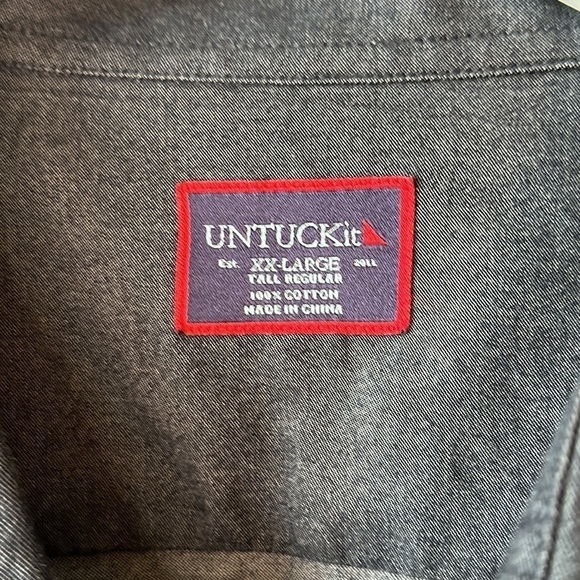 UNTUCKit
Est. XX-LARGE 2011
TALL REGULAR
100% COTTON
MADE IN CHINA